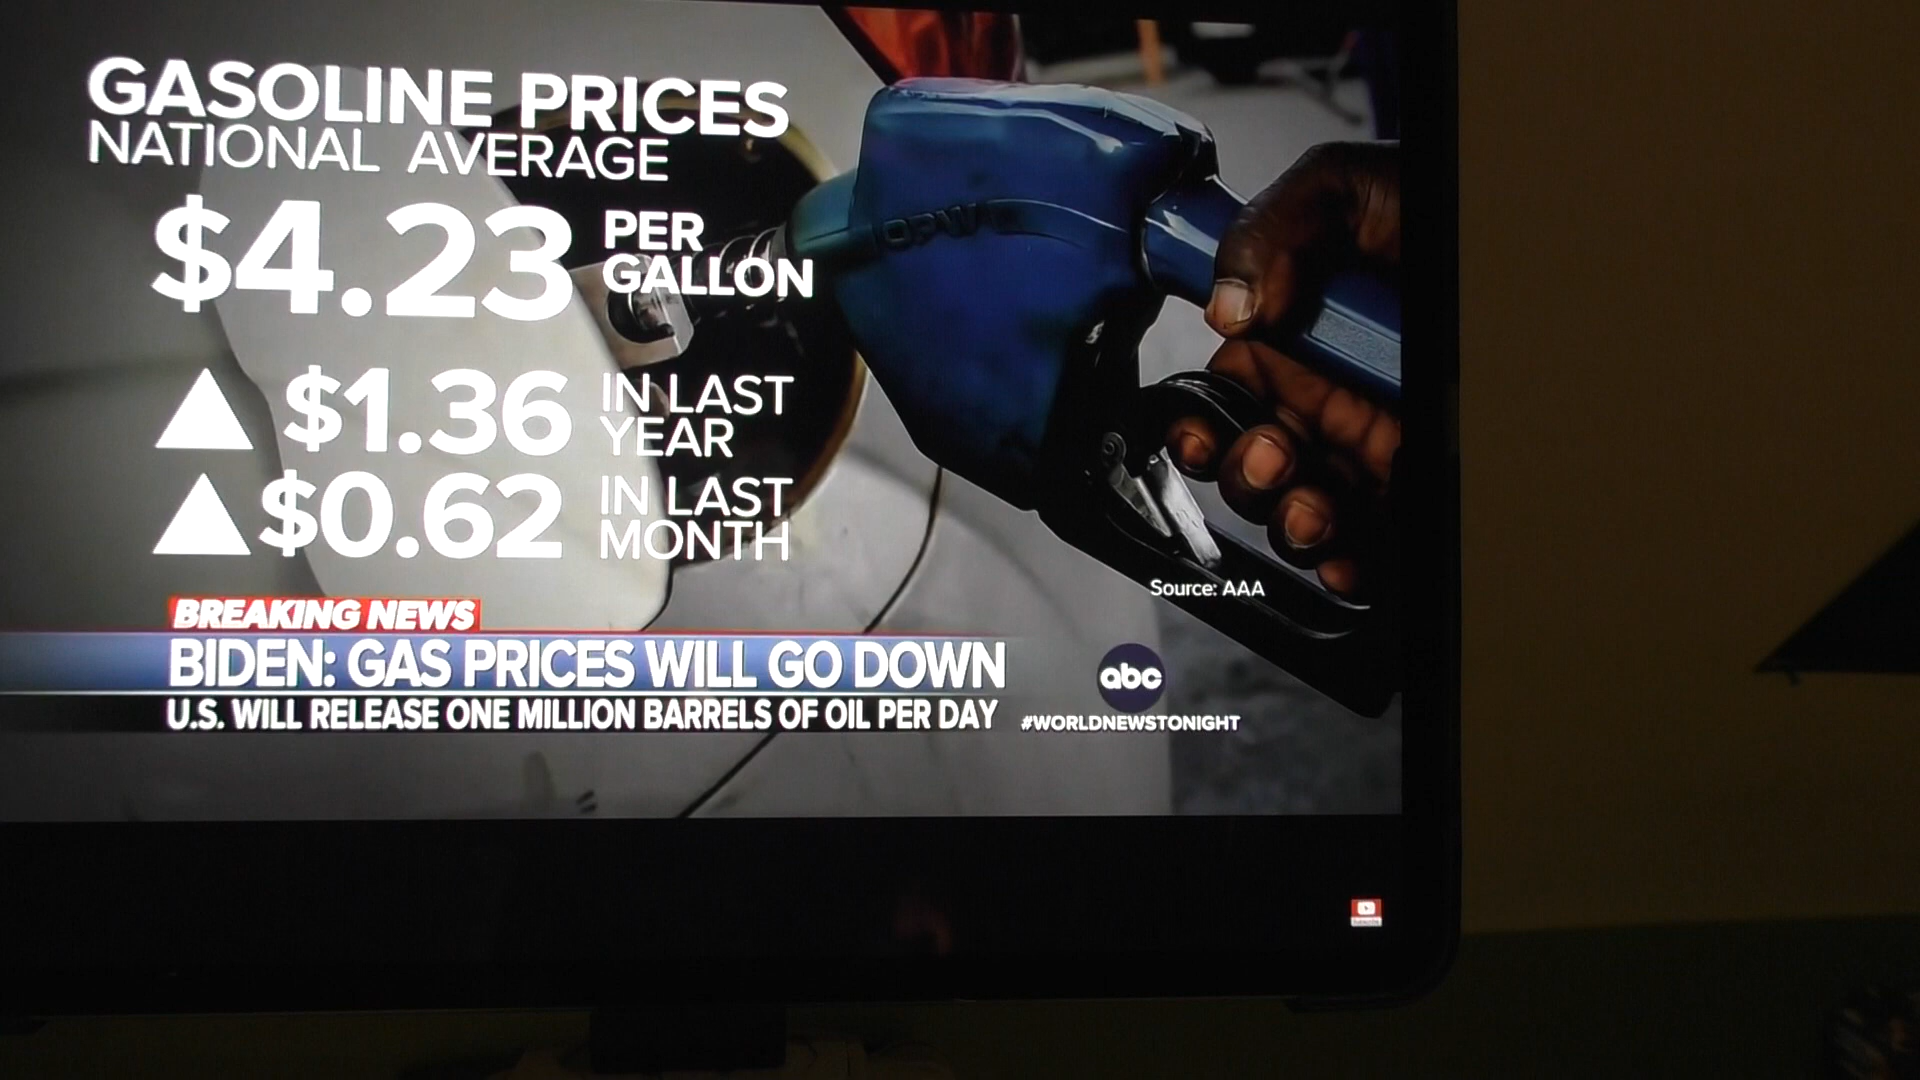 GASOLINE PRICES
NATIONAL AVERAGE
$4.23 PER GALLON
▲ $1.36 IN LAST YEAR
▲ $0.62 IN LAST MONTH
OPW
Source: AAA
BREAKING NEWS
BIDEN: GAS PRICES WILL GO DOWN
U.S. WILL RELEASE ONE MILLION BARRELS OF OIL PER DAY
abc
#WORLDNEWSTONIGHT